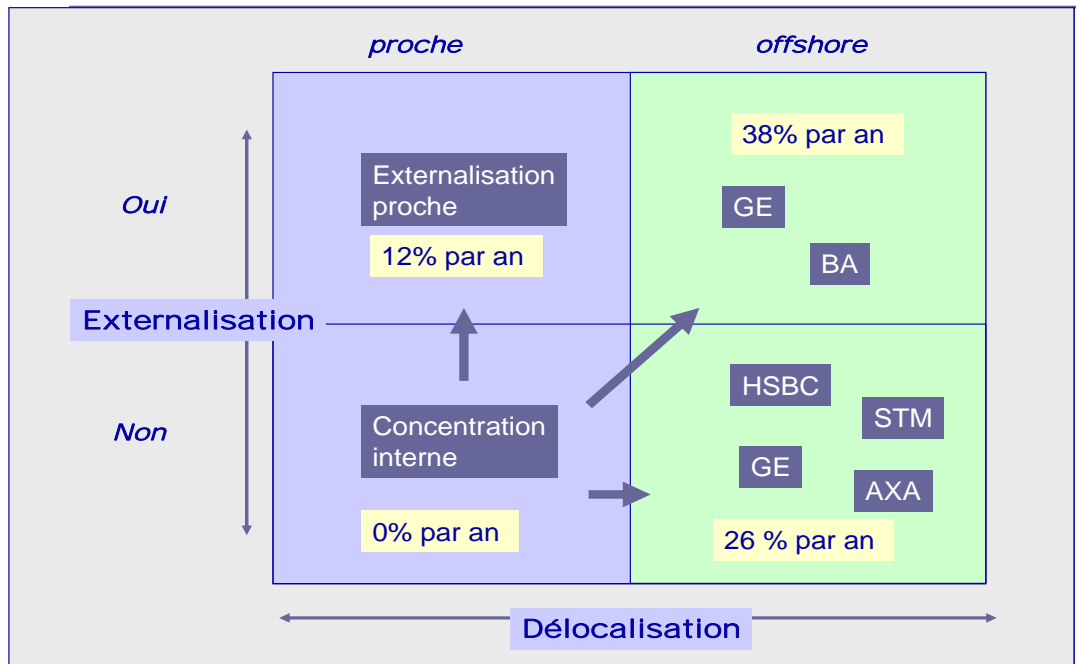 proche
offshore
38% par an
Externalisation
proche
GE
Oui
12% par an
BA
Externalisation
HSBC
Concentration
interne
STM
Non
GE
AXA
0% par an
26 % par an
Délocalisation